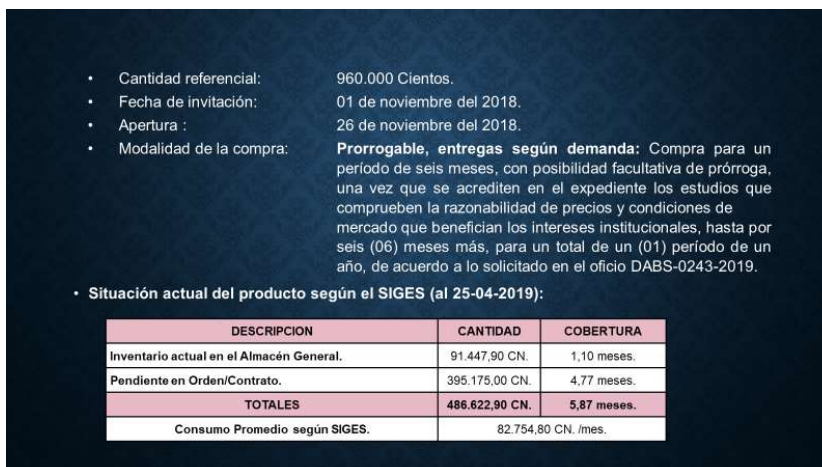 • Cantidad referencial: 960.000 Cientos.
• Fecha de invitación: 01 de noviembre del 2018.
• Apertura : 26 de noviembre del 2018.
• Modalidad de la compra: Prorrogable, entregas según demanda: Compra para un
período de seis meses, con posibilidad facultativa de prórroga,
una vez que se acrediten en el expediente los estudios que
comprueben la razonabilidad de precios y condiciones de
mercado que benefician los intereses institucionales, hasta por
seis (06) meses más, para un total de un (01) período de un
año, de acuerdo a lo solicitado en el oficio DABS-0243-2019.
• Situación actual del producto según el SIGES (al 25-04-2019):
DESCRIPCION CANTIDAD COBERTURA
Inventario actual en el Almacén General. 91.447,90 CN. 1,10 meses.
Pendiente en Orden/Contrato. 395.175,00 CN. 4,77 meses.
TOTALES 486.622,90 CN. 5,87 meses.
Consumo Promedio según SIGES. 82.754,80 CN. /mes.